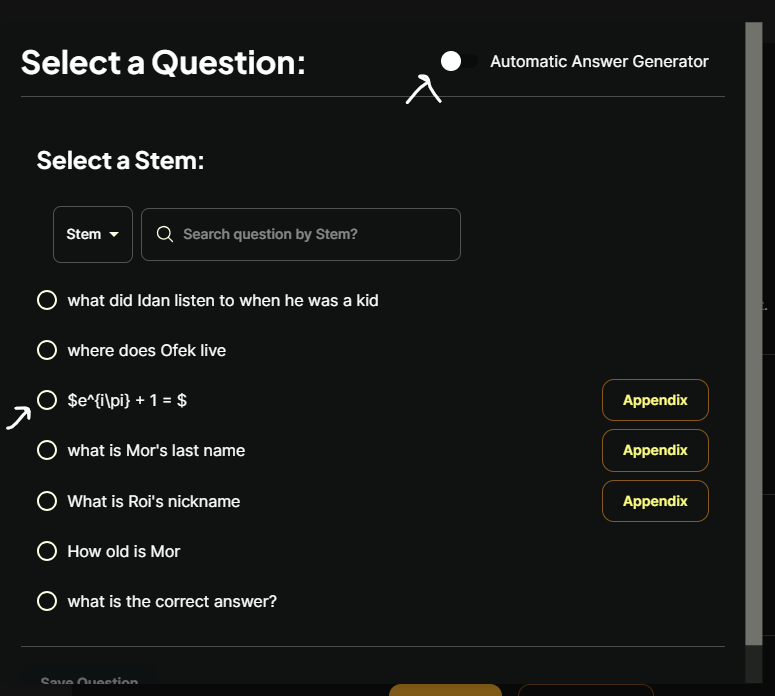 Select a Question:
Automatic Answer Generator
Select a Stem:
Stem
Search question by Stem?
what did Idan listen to when he was a kid
where does Ofek live
$e^{i\pi} + 1 = $
Appendix
what is Mor's last name
Appendix
What is Roi's nickname
Appendix
How old is Mor
what is the correct answer?
Save Question